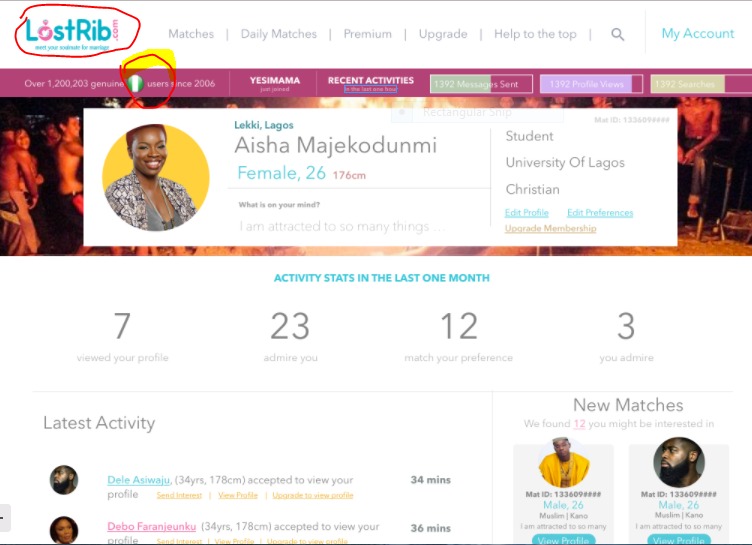 LostRib.com
meet your soulmate for marriage
Matches | Daily Matches | Premium | Upgrade | Help to the top | My Account
Over 1,200,203 genuine users since 2006
YESIMAMA
just joined
RECENT ACTIVITIES
in the last one hour
1392 Messages Sent
1392 Profile Views
1392 Searches
Rectangular Snip
Mat ID: 133609####
Lekki, Lagos
Aisha Majekodunmi
Female, 26 176cm
What is on your mind?
I am attracted to so many things ...
Student
University Of Lagos
Christian
Edit Profile Edit Preferences
Upgrade Membership
ACTIVITY STATS IN THE LAST ONE MONTH
7 23 12 3
viewed your profile admire you match your preference you admire
Latest Activity
Dele Asiwaju, (34yrs, 178cm) accepted to view your
profile Send Interest | View Profile | Upgrade to view profile
34 mins
Debo Faranjeunku (34yrs, 178cm) accepted to view your
profile Send Interest | View Profile | Upgrade to view profile
36 mins
New Matches
We found 12 you might be interested in
Mat ID: 133609####
Male, 26
Muslim | Kano
I am attracted to so many
View Profile
Mat ID: 133609####
Male, 26
Muslim | Kano
I am attracted to so many
View Profile